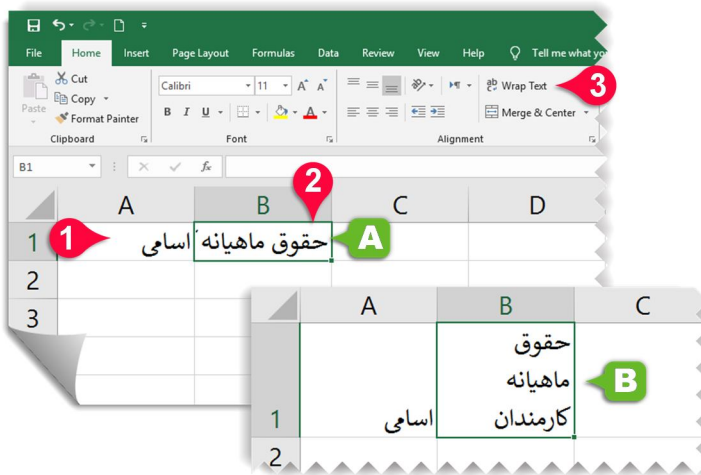 File Home Insert Page Layout Formulas Data Review View Help Tell me what yo
Cut
Copy
Paste
Format Painter
Clipboard
Calibri 11 A A
B I U A
Font
Wrap Text
Merge & Center
Alignment
3
B1 fx
2
A B C D
1 1 اسامی حقوق ماهیانه A
2
3
A B C
حقوق
ماهیانه
کارمندان
B
1 اسامی
2